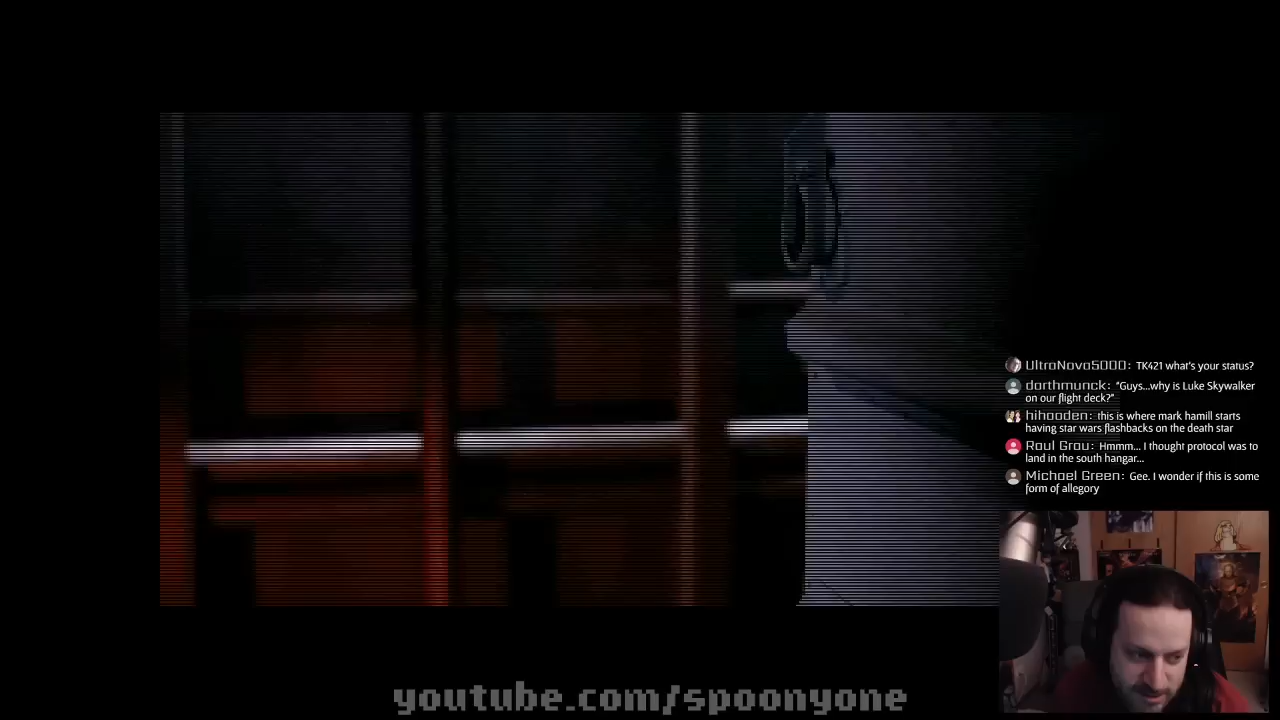 UltraNova5000: TK421 what's your status?
darthmunck: "Guys...why is Luke Skywalker
on our flight deck?"
hihooden: this is where mark hamill starts
having star wars flashbacks on the death star
Raul Grau: Hmmm... I thought protocol was to
land in the south hangar...
Michael Green: Gee. I wonder if this is some
form of allegory
youtube.com/spoonyone